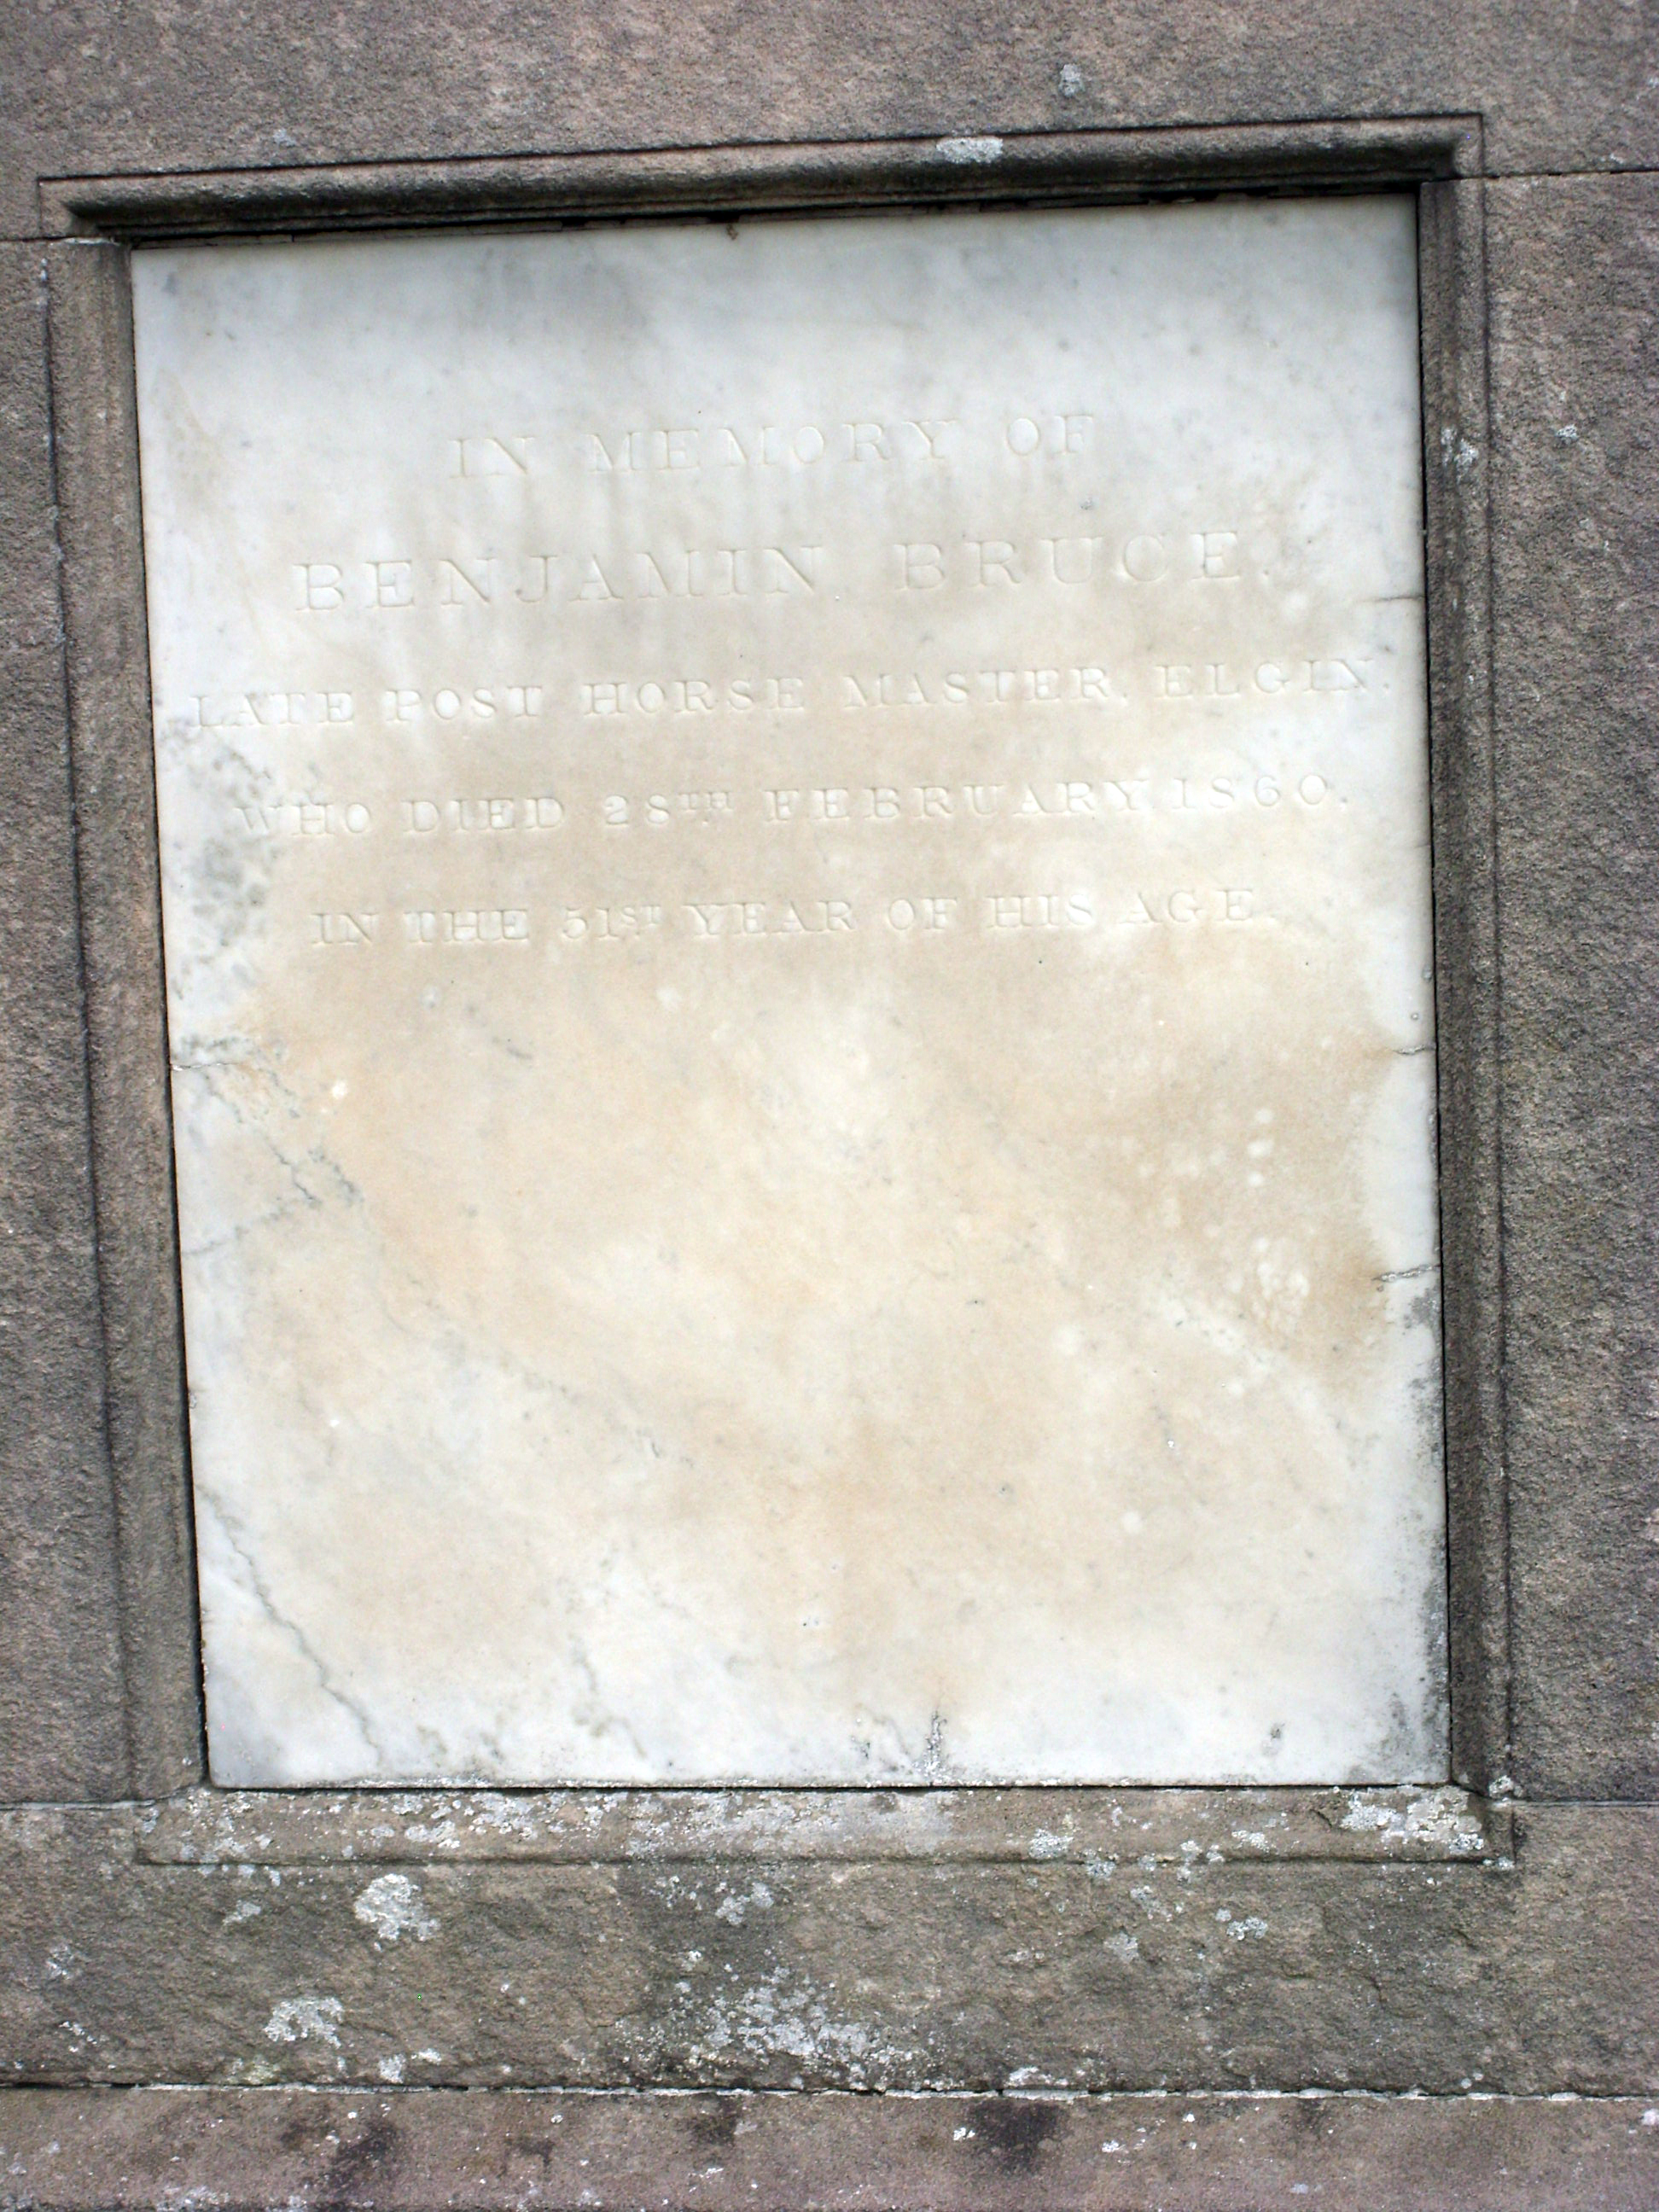 IN MEMORY OF
BENJAMIN BRUCE.
LATE POST HORSE MASTER, ELGIN.
WHO DIED 28TH FEBRUARY 1860.
IN THE 51ST YEAR OF HIS AGE.